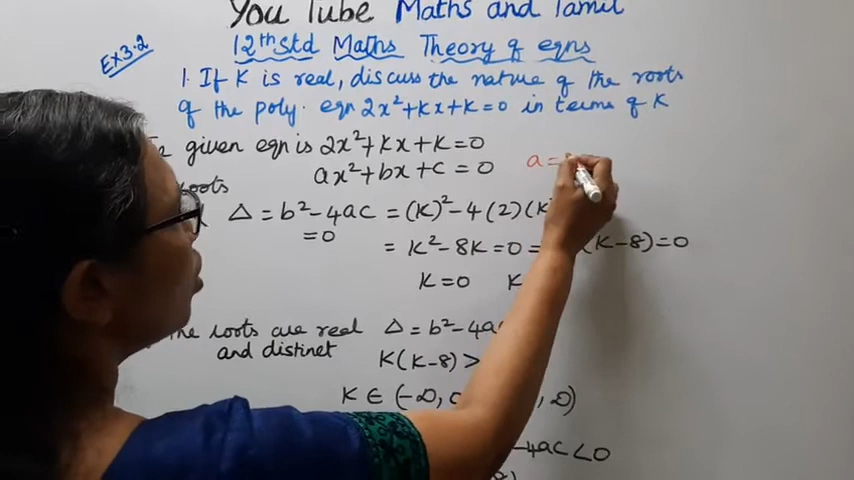 You Tube Maths and Tamil
12th Std Maths Theory of eqns
Ex 3.2
1. If K is real, discuss the nature of the roots
of the poly. eqn 2x²+Kx+K=0 in terms of K
given eqn is 2x²+Kx+K=0
ax²+bx+c=0 a=
roots
Δ=b²-4ac =(K)²-4(2)(K
=0
= K²-8K=0 (K-8)=0
K=0 K
the roots are real Δ=b²-4a
and distinct
K(K-8)>
K∈(-∞, ∞)
-4ac<0